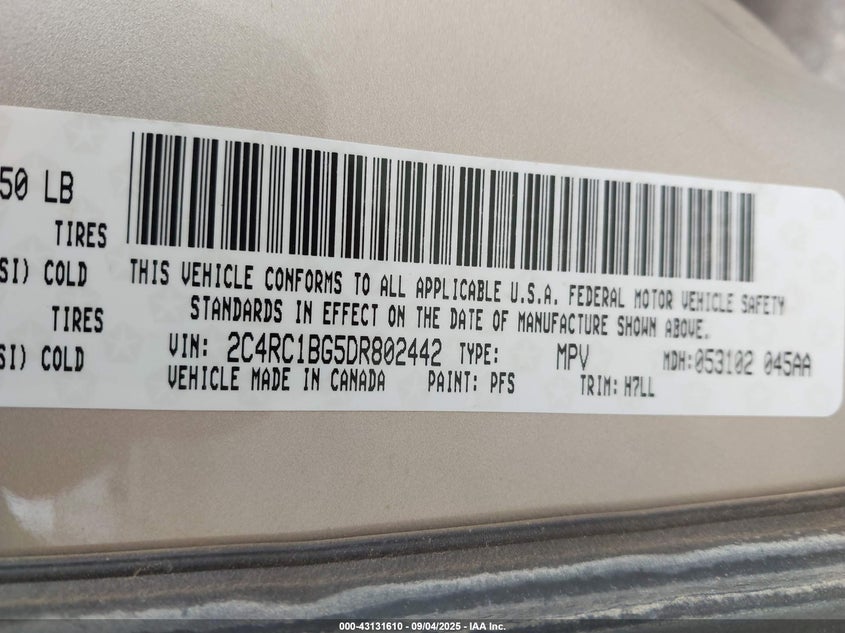 50 LB
TIRES
SI) COLD
TIRES
SI) COLD
THIS VEHICLE CONFORMS TO ALL APPLICABLE U.S.A. FEDERAL MOTOR VEHICLE SAFETY
STANDARDS IN EFFECT ON THE DATE OF MANUFACTURE SHOWN ABOVE.
VIN: 2C4RC1BG5DR802442 TYPE: MPV MDH: 053102 045AA
VEHICLE MADE IN CANADA PAINT: PFS TRIM: H7LL
000-43131610 - 09/04/2025 - IAA Inc.